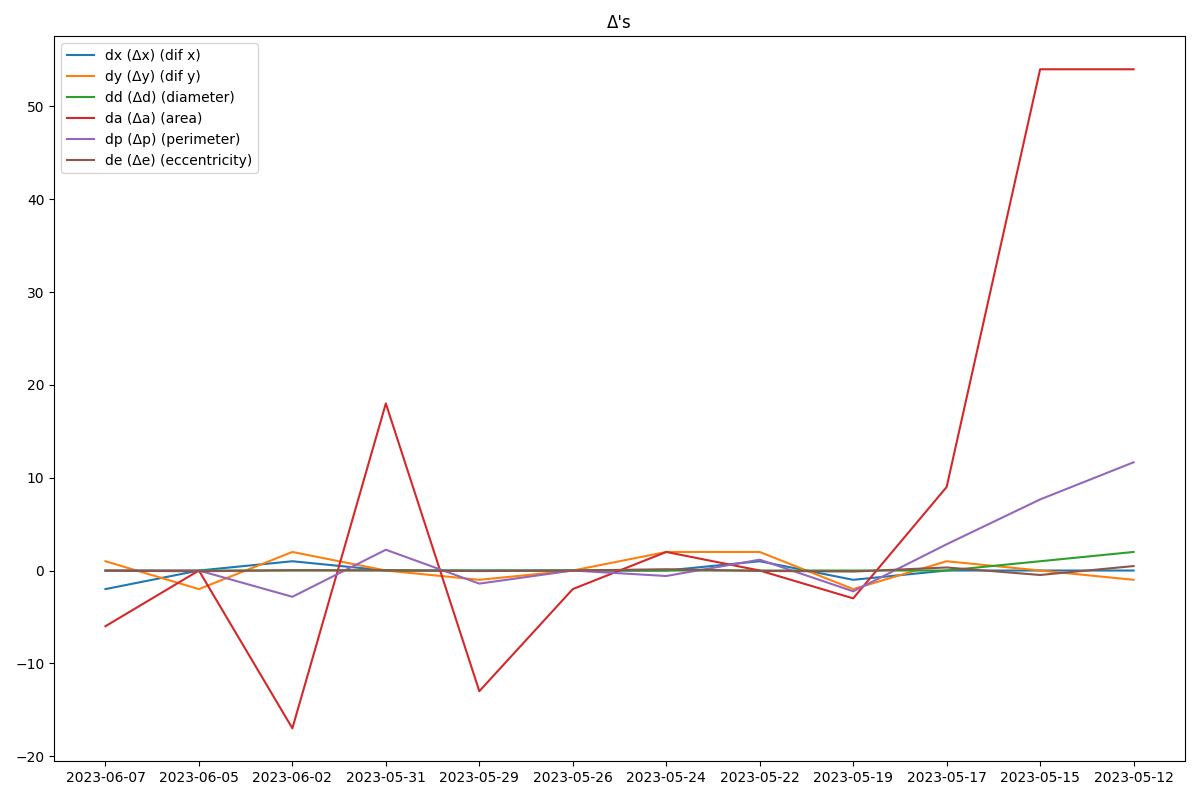 Δ's
dx (Δx) (dif x)
dy (Δy) (dif y)
dd (Δd) (diameter)
da (Δa) (area)
dp (Δp) (perimeter)
de (Δe) (eccentricity)
50
40
30
20
10
0
−10
−20
2023-06-07 2023-06-05 2023-06-02 2023-05-31 2023-05-29 2023-05-26 2023-05-24 2023-05-22 2023-05-19 2023-05-17 2023-05-15 2023-05-12